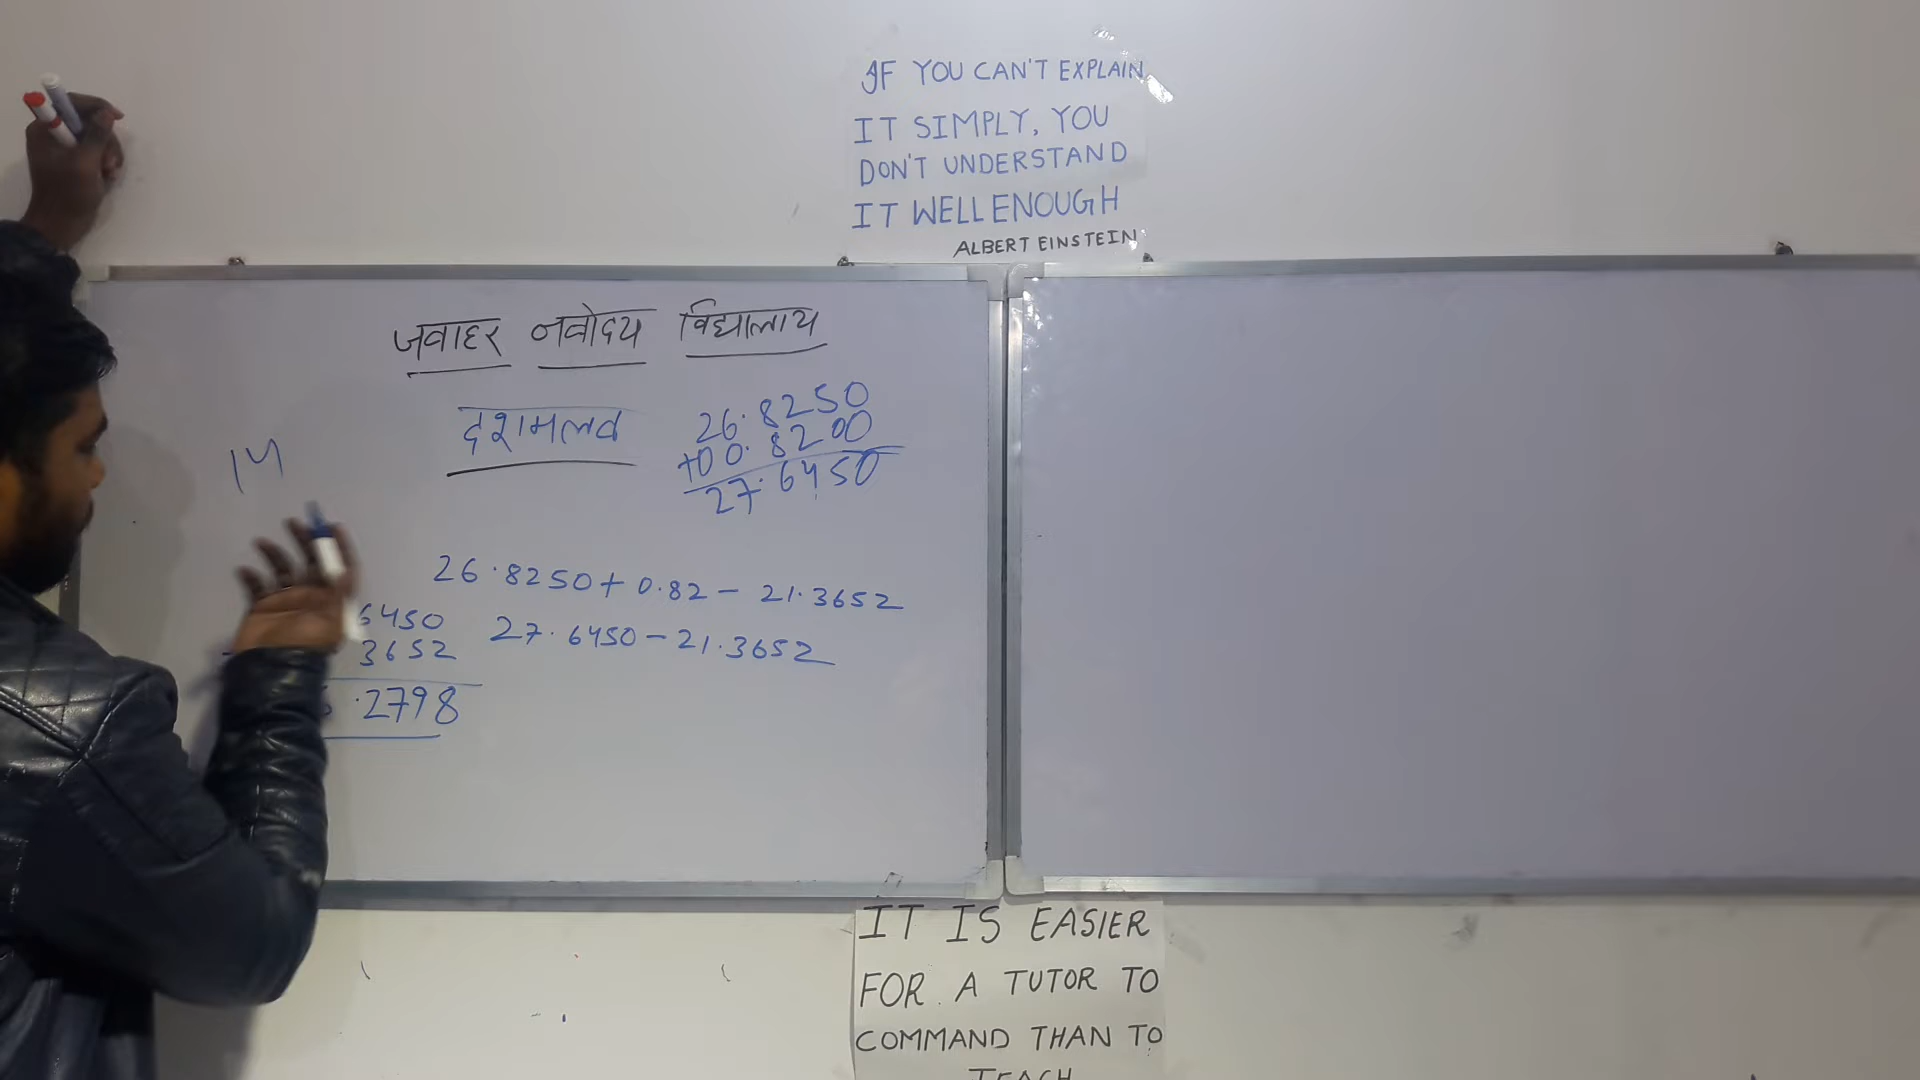 IF YOU CAN'T EXPLAIN
IT SIMPLY, YOU
DON'T UNDERSTAND
IT WELL ENOUGH
ALBERT EINSTEIN
जवाहर नवोदय विद्यालय
दशमलव
26.8250
+00.8200
27.6450
14
26.8250 + 0.82 - 21.3652
27.6450 - 21.3652
6450
3652
.2798
IT IS EASIER
FOR A TUTOR TO
COMMAND THAN TO
TEACH